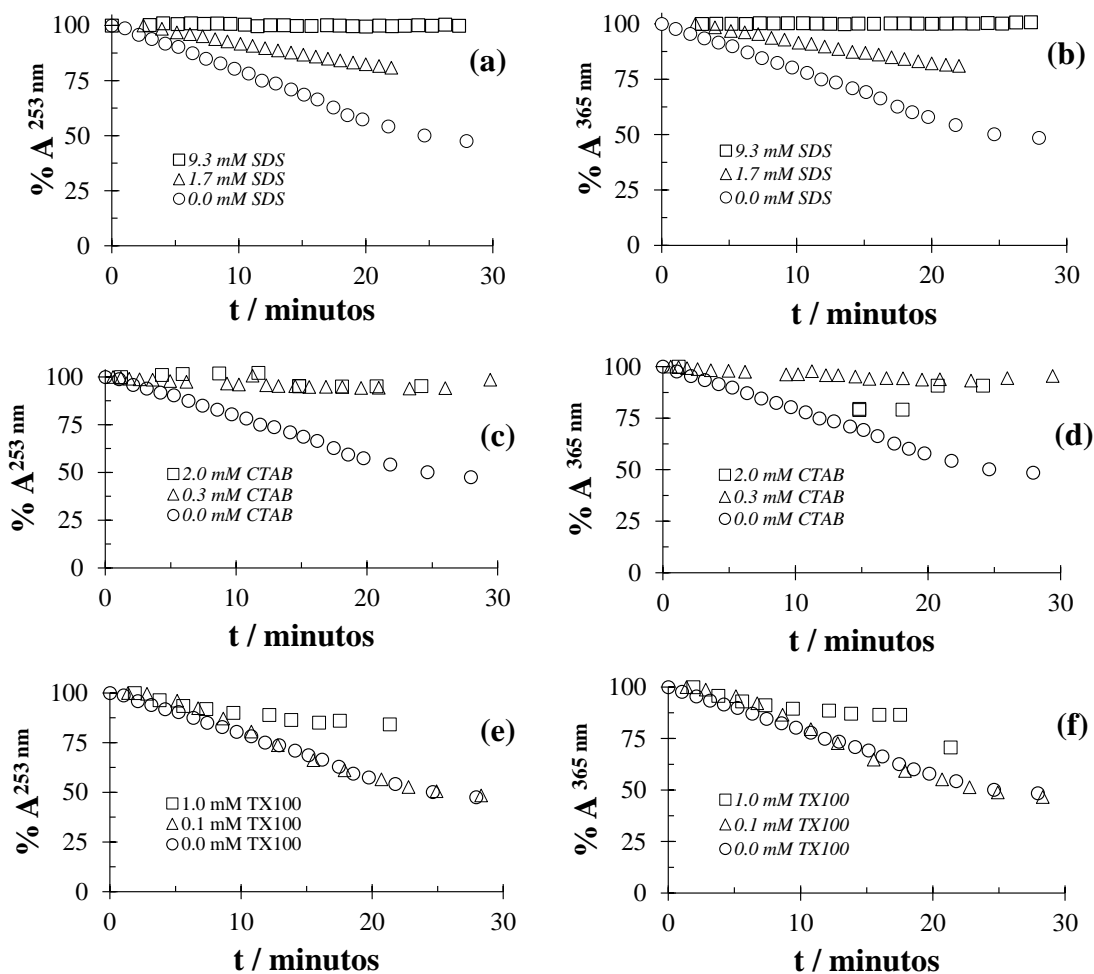 100
75
50
25
0
% A 253 nm
(a)
9.3 mM SDS
1.7 mM SDS
0.0 mM SDS
0 10 20 30
t / minutos
100
75
50
25
0
% A 365 nm
(b)
9.3 mM SDS
1.7 mM SDS
0.0 mM SDS
0 10 20 30
t / minutos
100
75
50
25
0
% A 253 nm
(c)
2.0 mM CTAB
0.3 mM CTAB
0.0 mM CTAB
0 10 20 30
t / minutos
100
75
50
25
0
% A 365 nm
(d)
2.0 mM CTAB
0.3 mM CTAB
0.0 mM CTAB
0 10 20 30
t / minutos
100
75
50
25
0
% A 253 nm
(e)
1.0 mM TX100
0.1 mM TX100
0.0 mM TX100
0 10 20 30
t / minutos
100
75
50
25
0
% A 365 nm
(f)
1.0 mM TX100
0.1 mM TX100
0.0 mM TX100
0 10 20 30
t / minutos